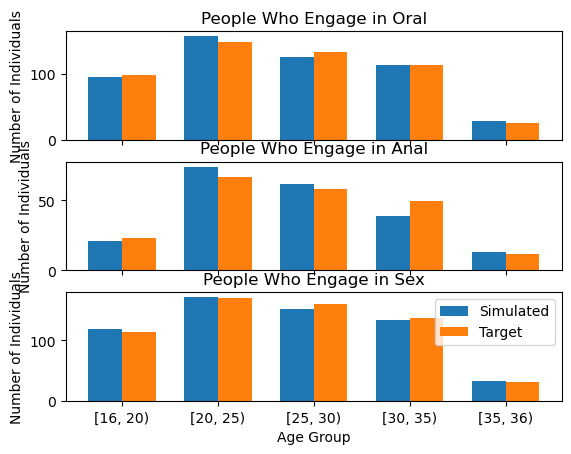 People Who Engage in Oral
Number of Individuals
100
0
People Who Engage in Anal
Number of Individuals
50
0
People Who Engage in Sex
Number of Individuals
100
0
Simulated
Target
[16, 20)
[20, 25)
[25, 30)
[30, 35)
[35, 36)
Age Group